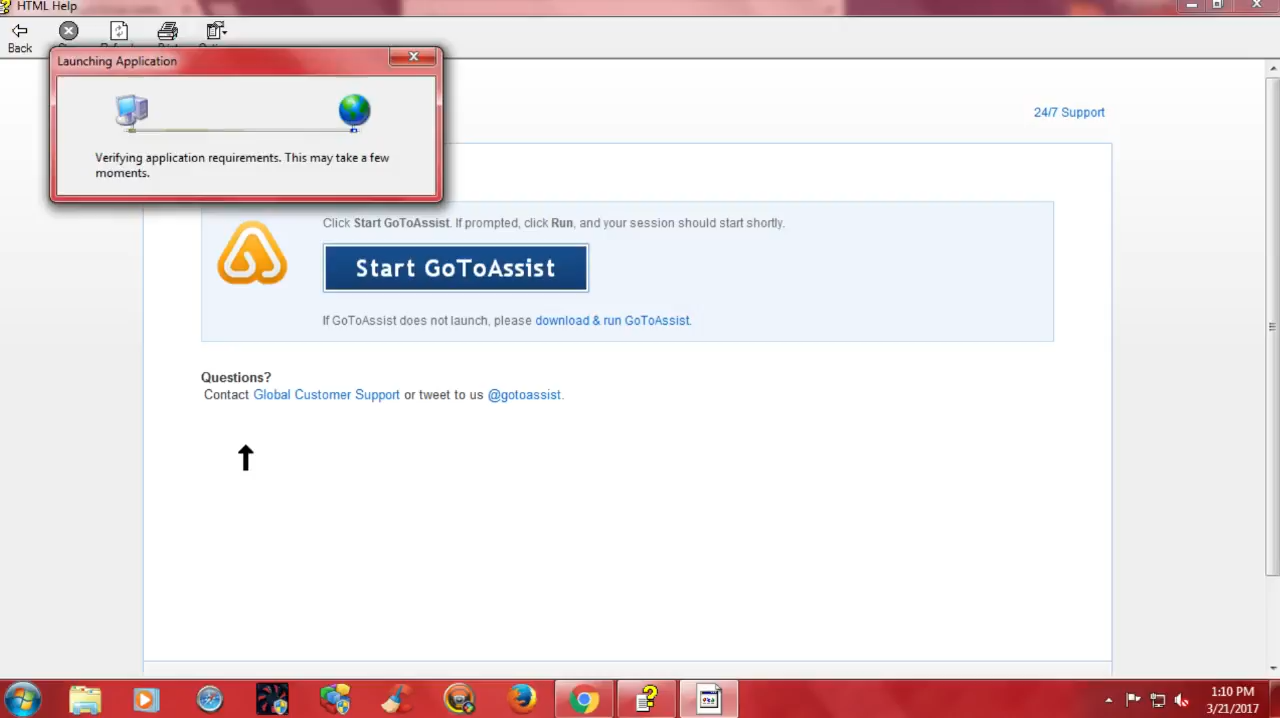 HTML Help
Back
Launching Application
Verifying application requirements. This may take a few
moments.
24/7 Support
Click Start GoToAssist. If prompted, click Run, and your session should start shortly.
Start GoToAssist
If GoToAssist does not launch, please download & run GoToAssist.
Questions?
Contact Global Customer Support or tweet to us @gotoassist.
1:10 PM
3/21/2017